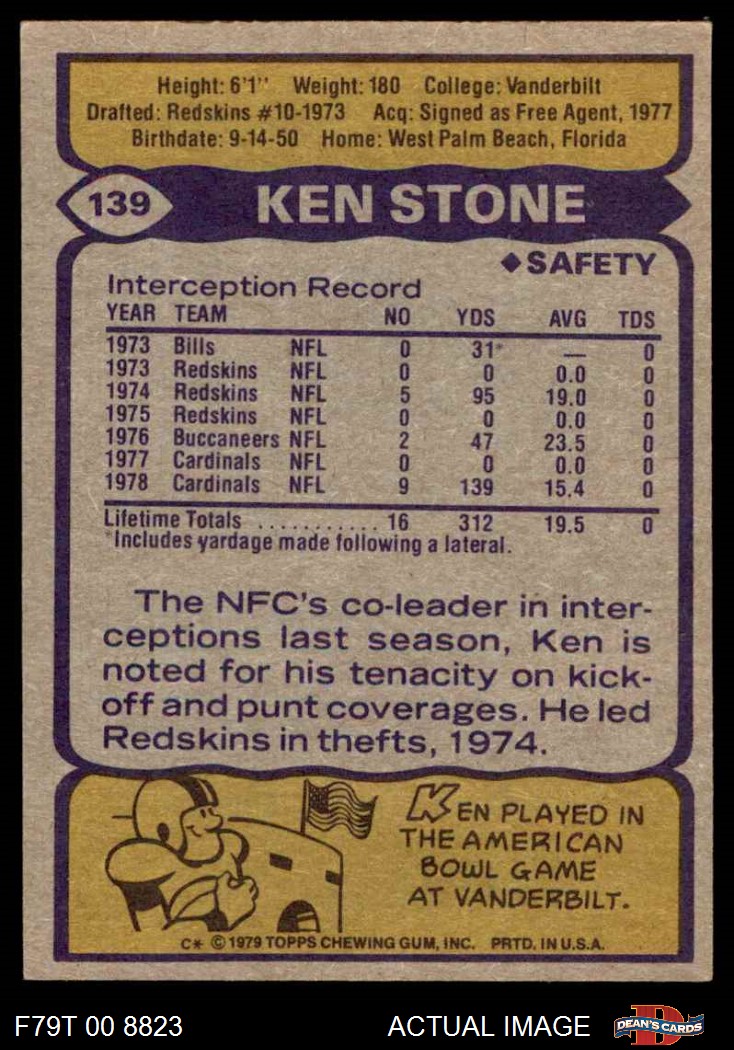 Height: 6'1" Weight: 180 College: Vanderbilt
Drafted: Redskins #10-1973 Acq: Signed as Free Agent, 1977
Birthdate: 9-14-50 Home: West Palm Beach, Florida
139 KEN STONE
◆SAFETY
Interception Record
YEAR TEAM NO YDS AVG TDS
1973 Bills NFL 0 31* — 0
1973 Redskins NFL 0 0 0.0 0
1974 Redskins NFL 5 95 19.0 0
1975 Redskins NFL 0 0 0.0 0
1976 Buccaneers NFL 2 47 23.5 0
1977 Cardinals NFL 0 0 0.0 0
1978 Cardinals NFL 9 139 15.4 0
Lifetime Totals ........... 16 312 19.5 0
*Includes yardage made following a lateral.
The NFC's co-leader in inter-
ceptions last season, Ken is
noted for his tenacity on kick-
off and punt coverages. He led
Redskins in thefts, 1974.
KEN PLAYED IN
THE AMERICAN
BOWL GAME
AT VANDERBILT.
C* © 1979 TOPPS CHEWING GUM, INC. PRTD. IN U.S.A.
F79T 00 8823 ACTUAL IMAGE DEAN'S CARDS